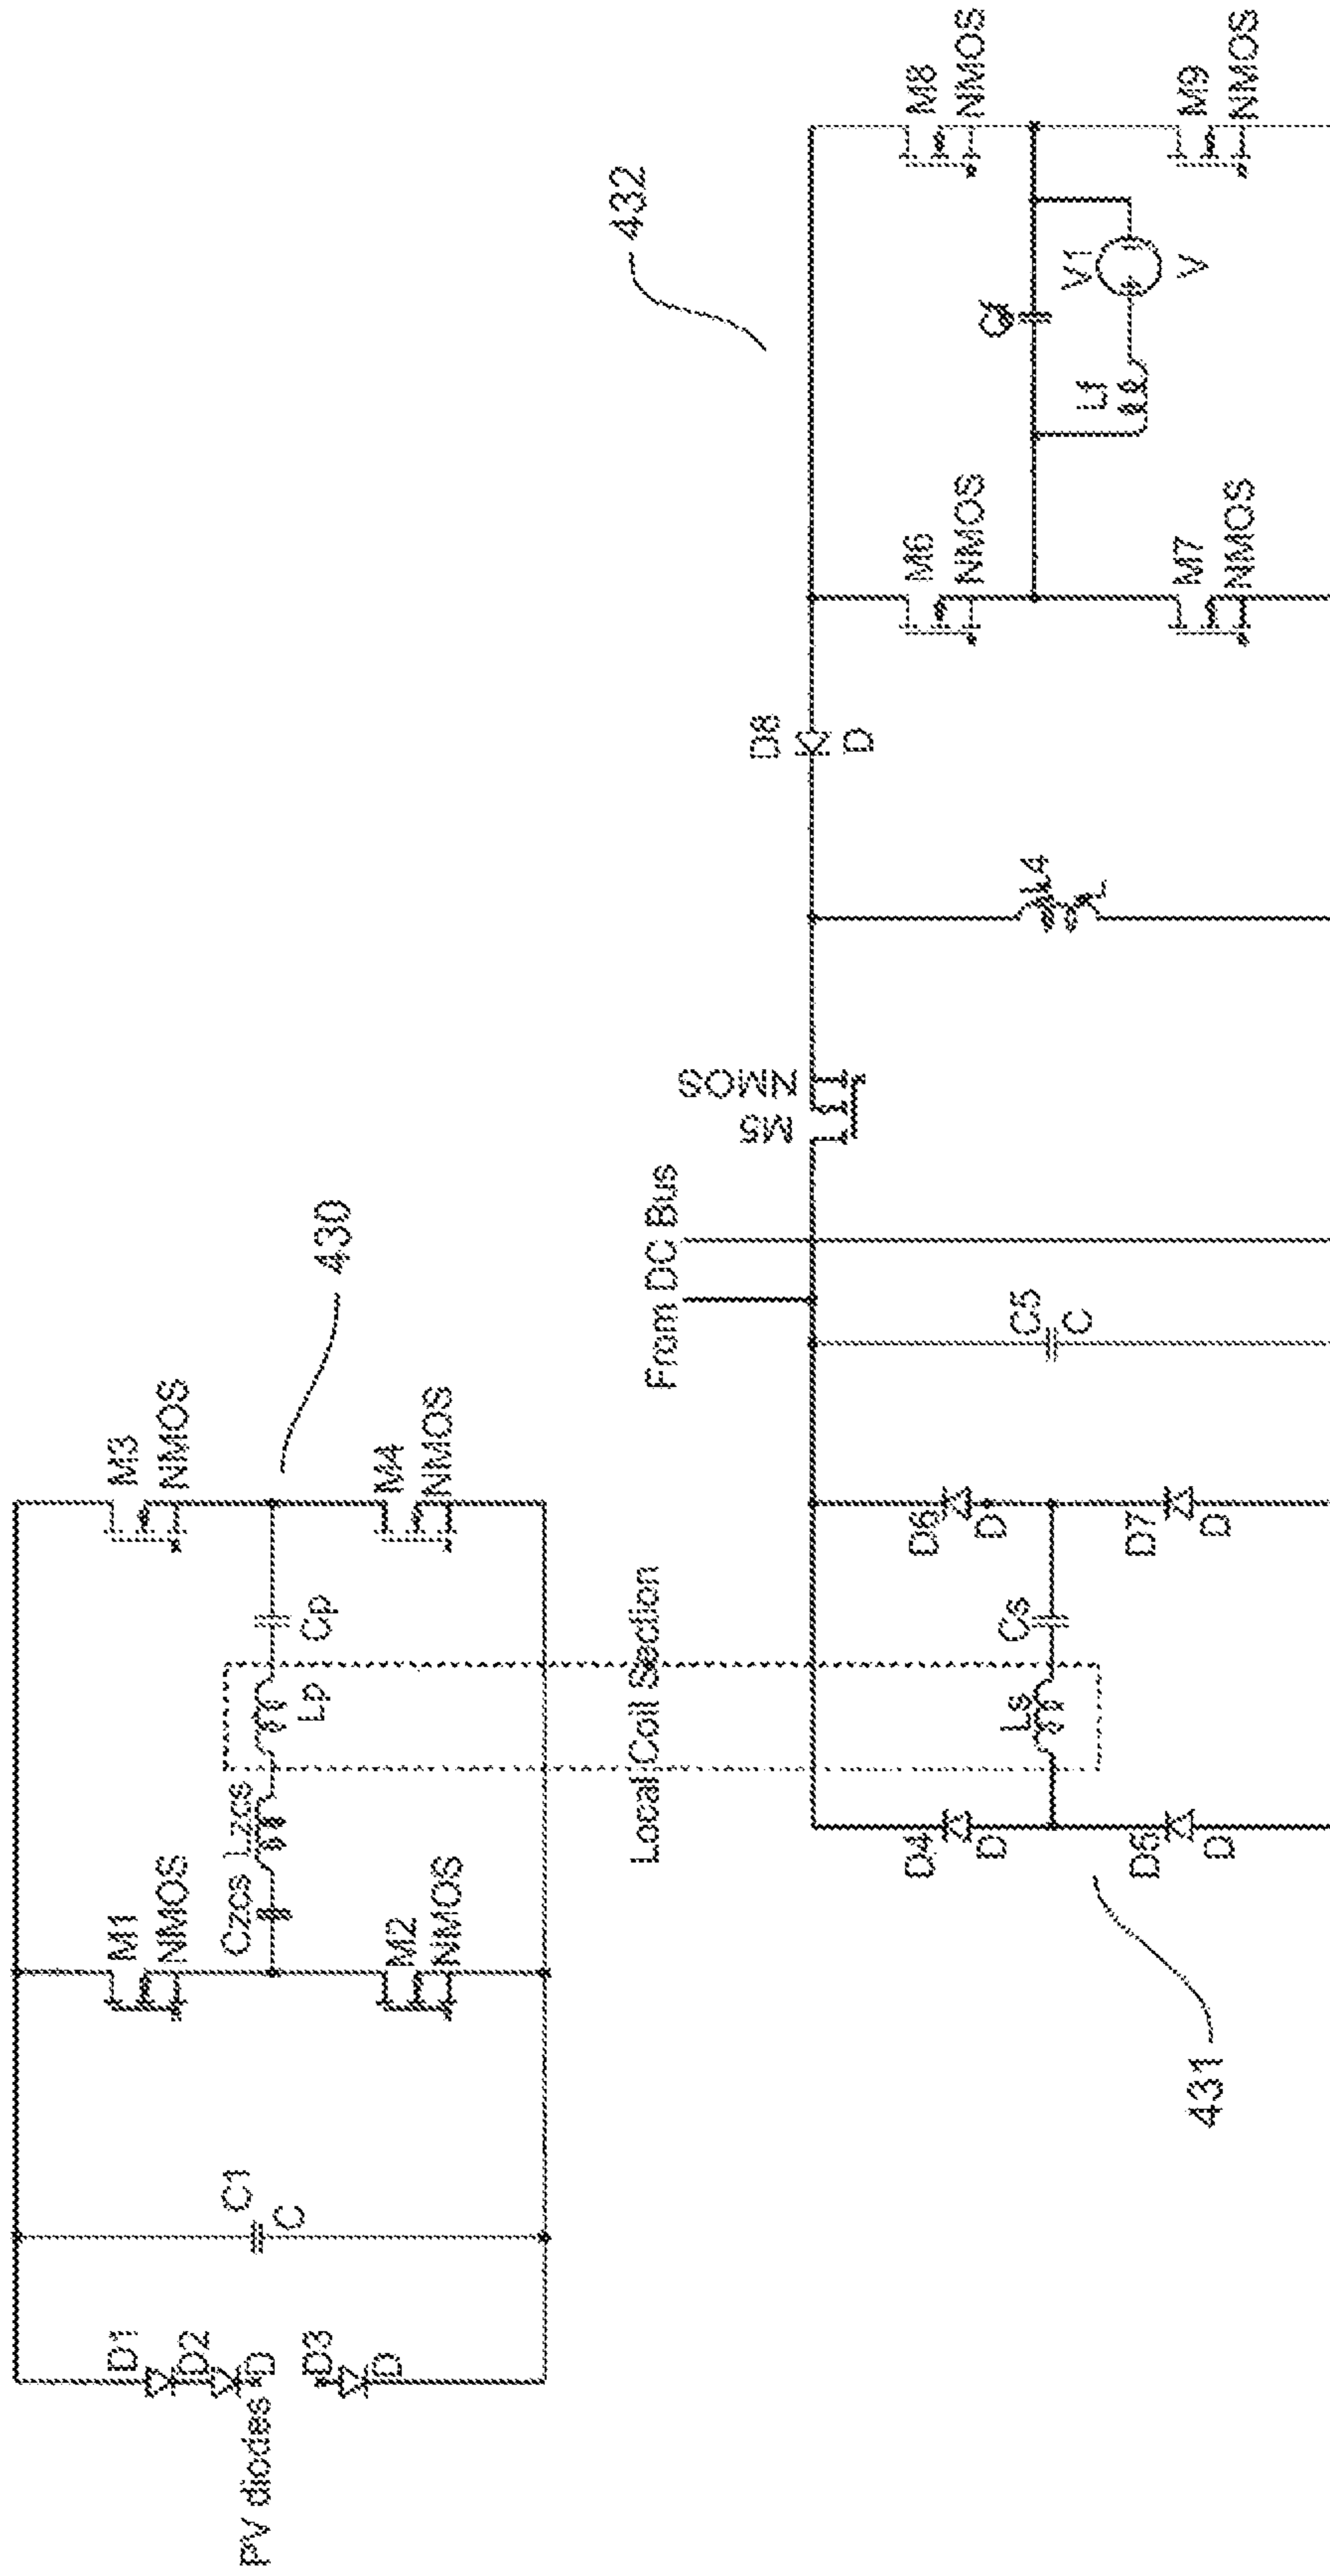 PV diodes
D1
D2
D
D3
D
C1
C
M1
NMOS
M2
NMOS
Czcs
Lzcs
Lp
Cp
M3
NMOS
M4
NMOS
430
Local Coil Section
431
D4
D
D5
D
Ls
Cs
D6
D
D7
D
C5
C
From DC Bus
M5
NMOS
L4
L
D8
D
432
M6
NMOS
M7
NMOS
Lf
V1
V
M8
NMOS
M9
NMOS